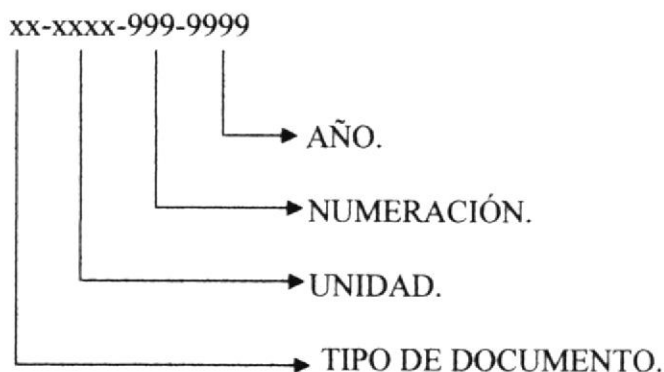 xx-xxxx-999-9999
AÑO.
NUMERACIÓN.
UNIDAD.
TIPO DE DOCUMENTO.